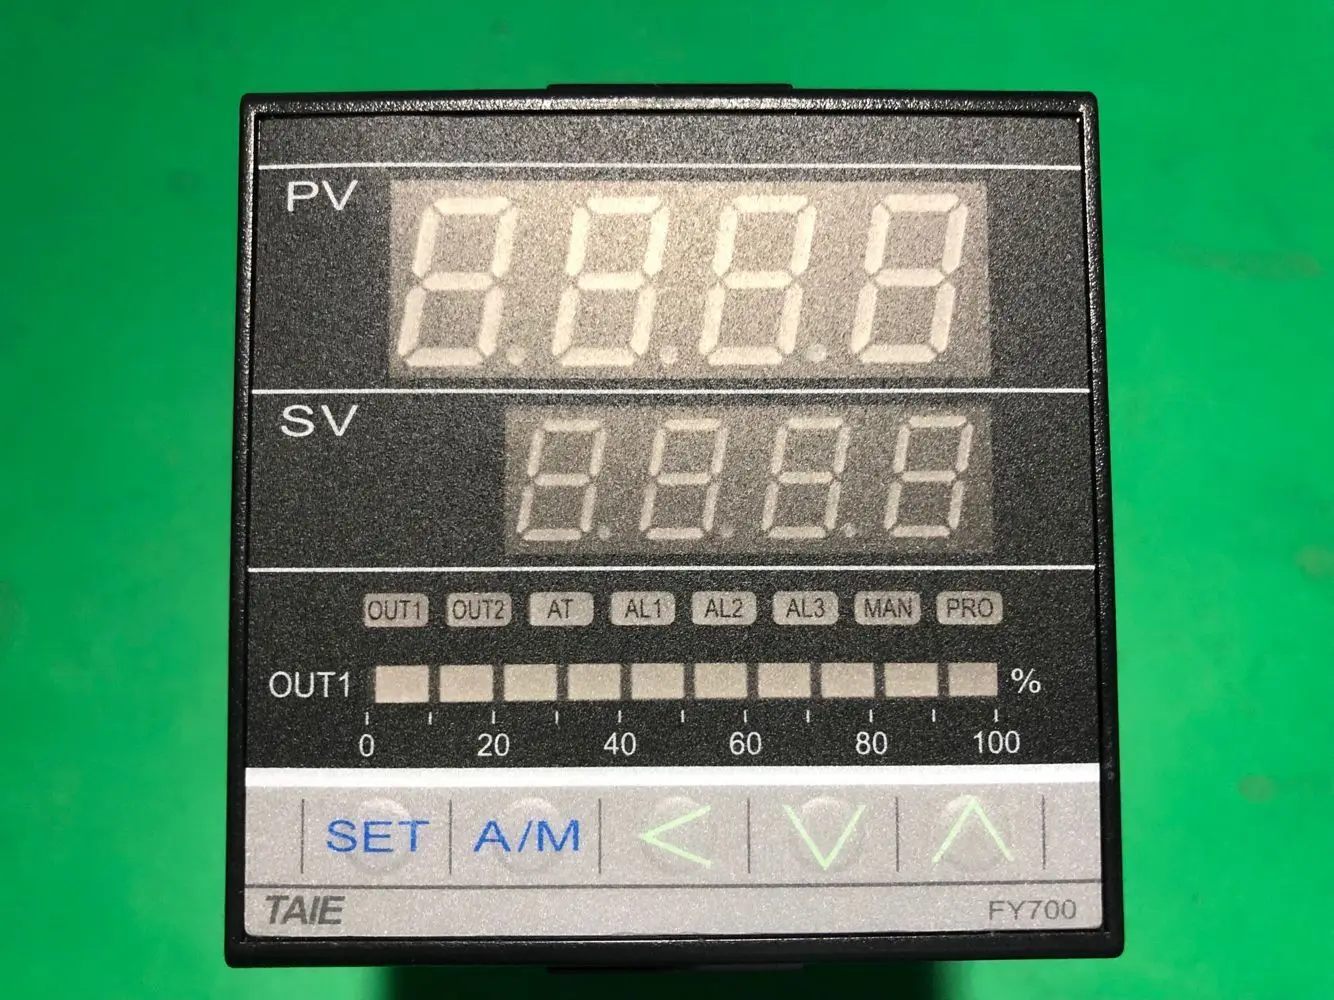 PV
SV
OUT1 OUT2 AT AL1 AL2 AL3 MAN PRO
OUT1 %
0 20 40 60 80 100
SET A/M < ∨ ∧
TAIE FY700